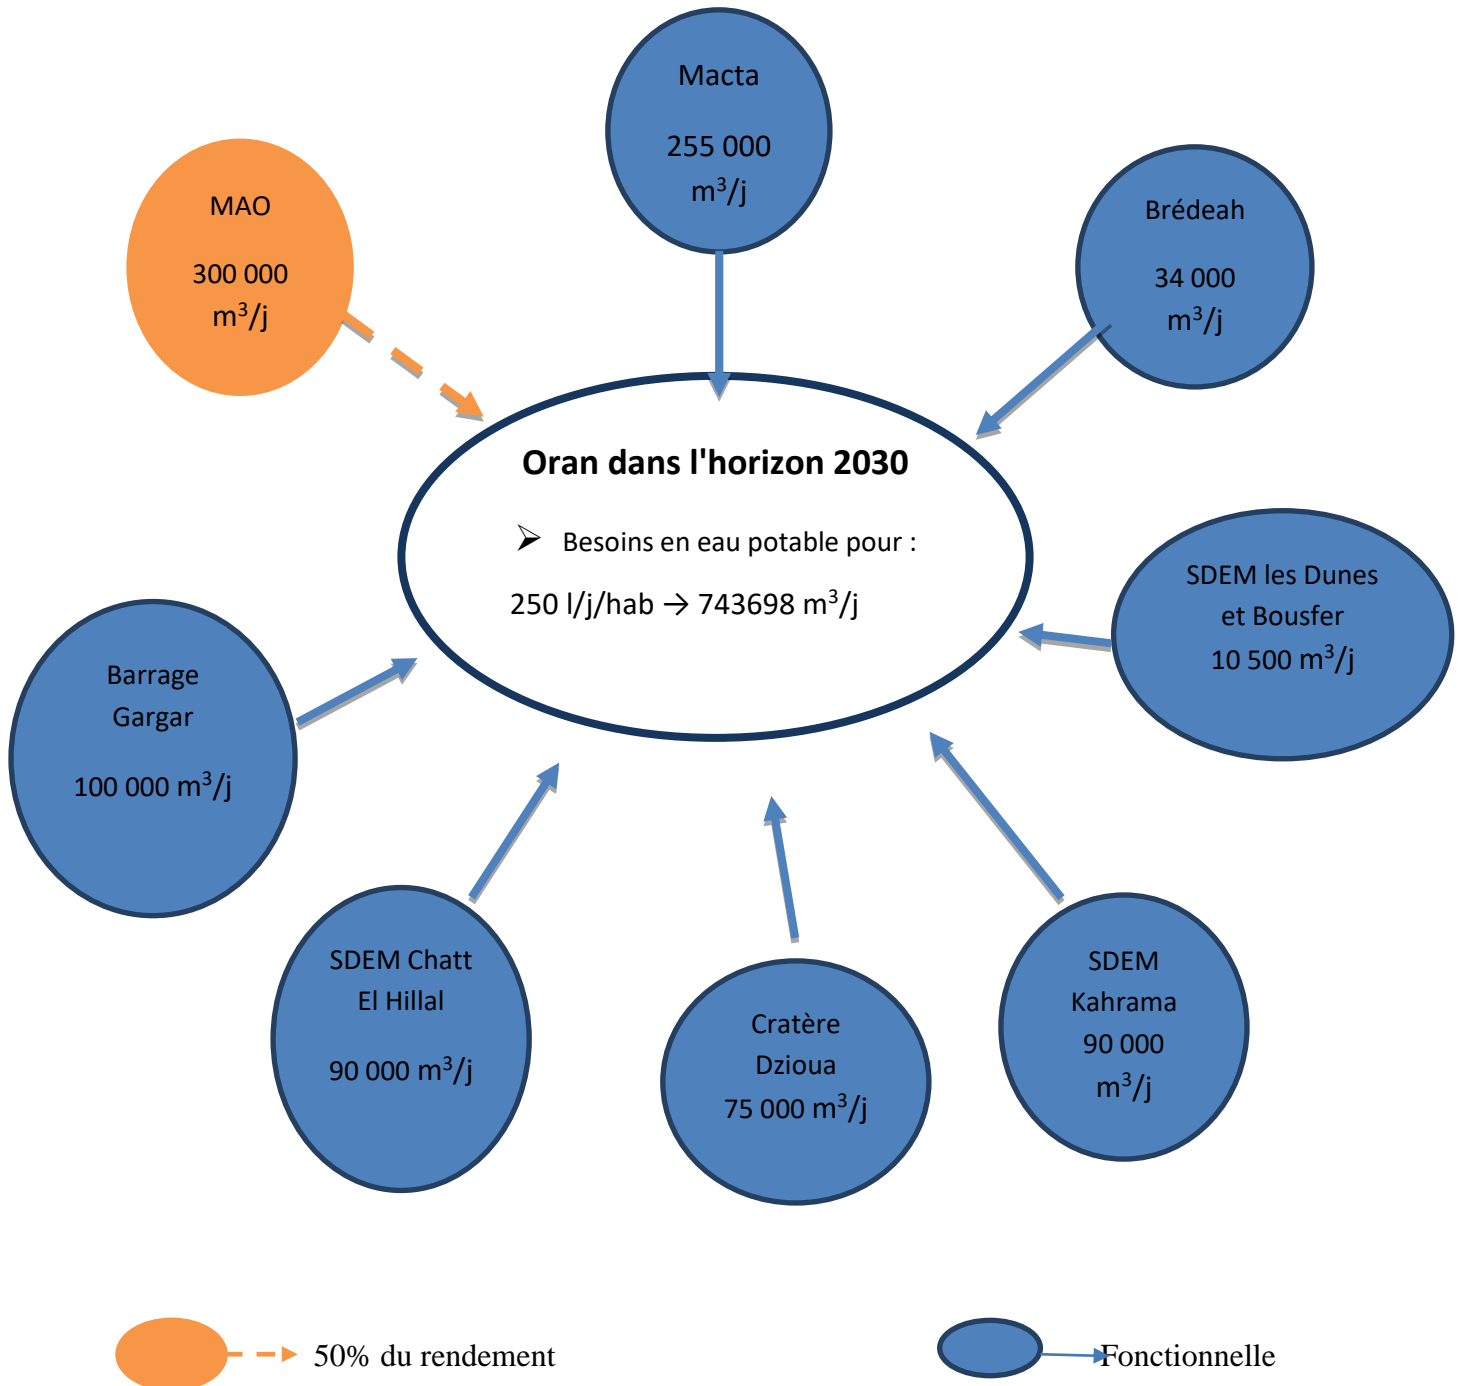 Macta
255 000
m³/j
MAO
300 000
m³/j
Brédeah
34 000
m³/j
Oran dans l'horizon 2030
➢ Besoins en eau potable pour :
250 l/j/hab → 743698 m³/j
SDEM les Dunes
et Bousfer
10 500 m³/j
Barrage
Gargar
100 000 m³/j
SDEM Chatt
El Hillal
90 000 m³/j
Cratère
Dzioua
75 000 m³/j
SDEM
Kahrama
90 000
m³/j
50% du rendement
Fonctionnelle